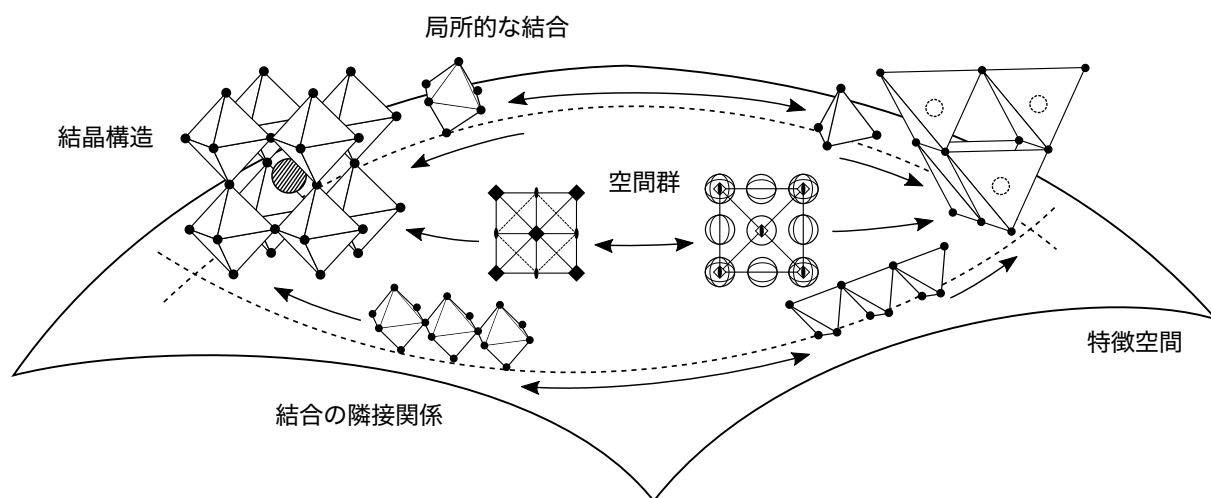 局所的な結合
結晶構造
空間群
特徴空間
結合の隣接関係